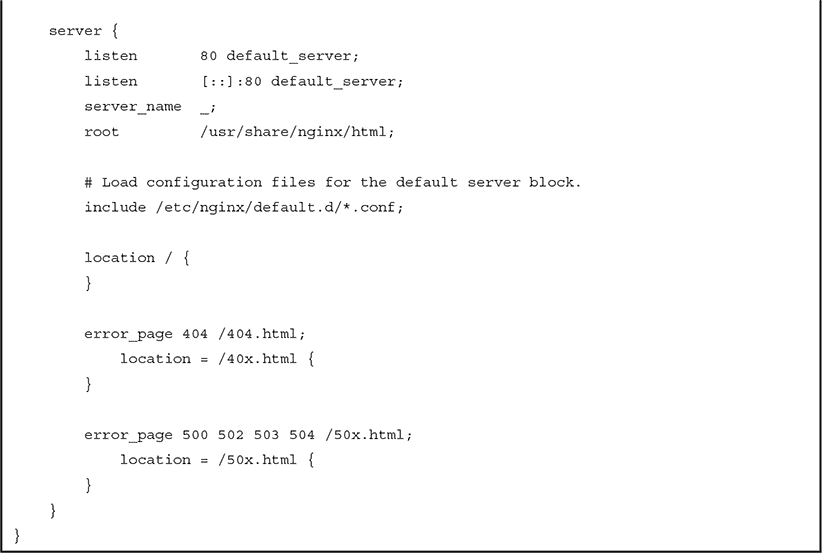 server {
listen       80 default_server;
listen       [::]:80 default_server;
server_name  _;
root         /usr/share/nginx/html;
# Load configuration files for the default server block.
include /etc/nginx/default.d/*.conf;
location / {
}
error_page 404 /404.html;
location = /40x.html {
}
error_page 500 502 503 504 /50x.html;
location = /50x.html {
}
}
}